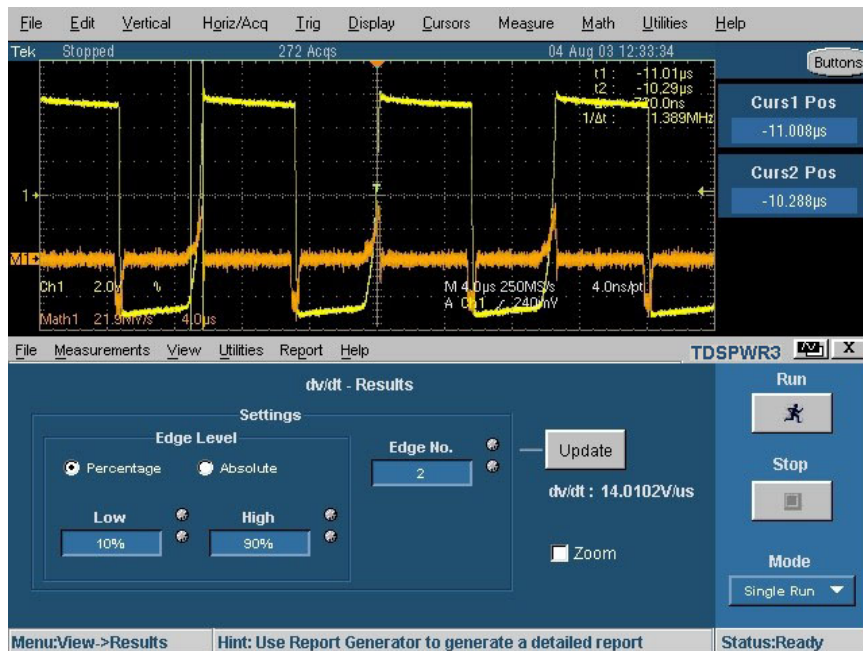 File Edit Vertical Horiz/Acq Trig Display Cursors Measure Math Utilities Help
Tek Stopped 272 Acqs 04 Aug 03 12:33:34
Buttons
t1 : -11.01µs
t2 : -10.29µs
1/Δt : 1.389MHz
Curs1 Pos
-11.008µs
Curs2 Pos
-10.288µs
1
M1
Ch1 2.0V
M 4.0µs 250MS/s 4.0ns/pt
A Ch1 240mV
Math1 4.0µs
File Measurements View Utilities Report Help TDSPWR3 X
dv/dt - Results
Settings
Edge Level
Percentage Absolute
Low High
10% 90%
Edge No.
2
Update
dv/dt : 14.0102V/us
Zoom
Run
Stop
Mode
Single Run
Menu:View->Results Hint: Use Report Generator to generate a detailed report Status:Ready